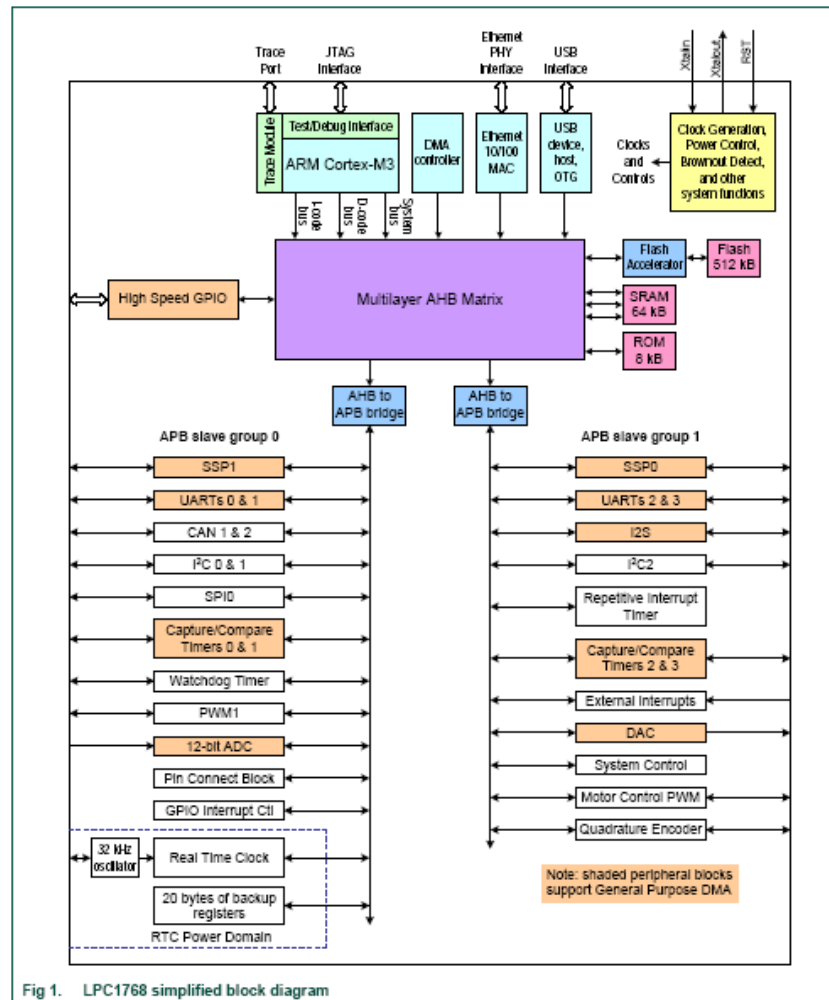 Trace
Port
JTAG
Interface
Ethernet
PHY
Interface
USB
Interface
Xtalin
Xtalout
RST
Trace Module
Test/Debug Interface
ARM Cortex-M3
DMA
controller
Ethernet
10/100
MAC
USB
device,
host,
OTG
Clocks
and
Controls
Clock Generation,
Power Control,
Brownout Detect,
and other
system functions
I-code
bus
D-code
bus
System
bus
High Speed GPIO
Multilayer AHB Matrix
Flash
Accelerator
Flash
512 kB
SRAM
64 kB
ROM
8 kB
AHB to
APB bridge
AHB to
APB bridge
APB slave group 0
SSP1
UARTs 0 & 1
CAN 1 & 2
I²C 0 & 1
SPI0
Capture/Compare
Timers 0 & 1
Watchdog Timer
PWM1
12-bit ADC
Pin Connect Block
GPIO Interrupt Ctl
32 kHz
oscillator
Real Time Clock
20 bytes of backup
registers
RTC Power Domain
APB slave group 1
SSP0
UARTs 2 & 3
I2S
I²C2
Repetitive Interrupt
Timer
Capture/Compare
Timers 2 & 3
External Interrupts
DAC
System Control
Motor Control PWM
Quadrature Encoder
Note: shaded peripheral blocks
support General Purpose DMA
Fig 1. LPC1768 simplified block diagram